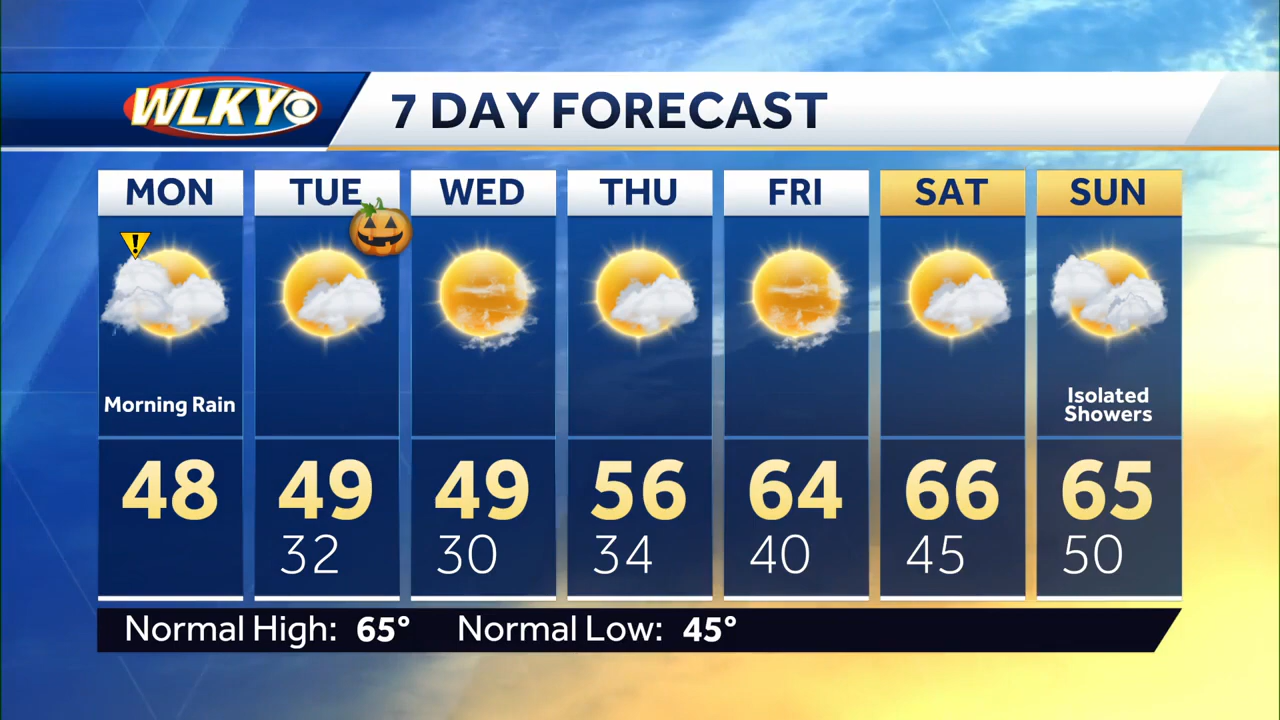 WLKY
7 DAY FORECAST
MON TUE WED THU FRI SAT SUN
!
Morning Rain
Isolated
Showers
48 49 49 56 64 66 65
32 30 34 40 45 50
Normal High: 65° Normal Low: 45°